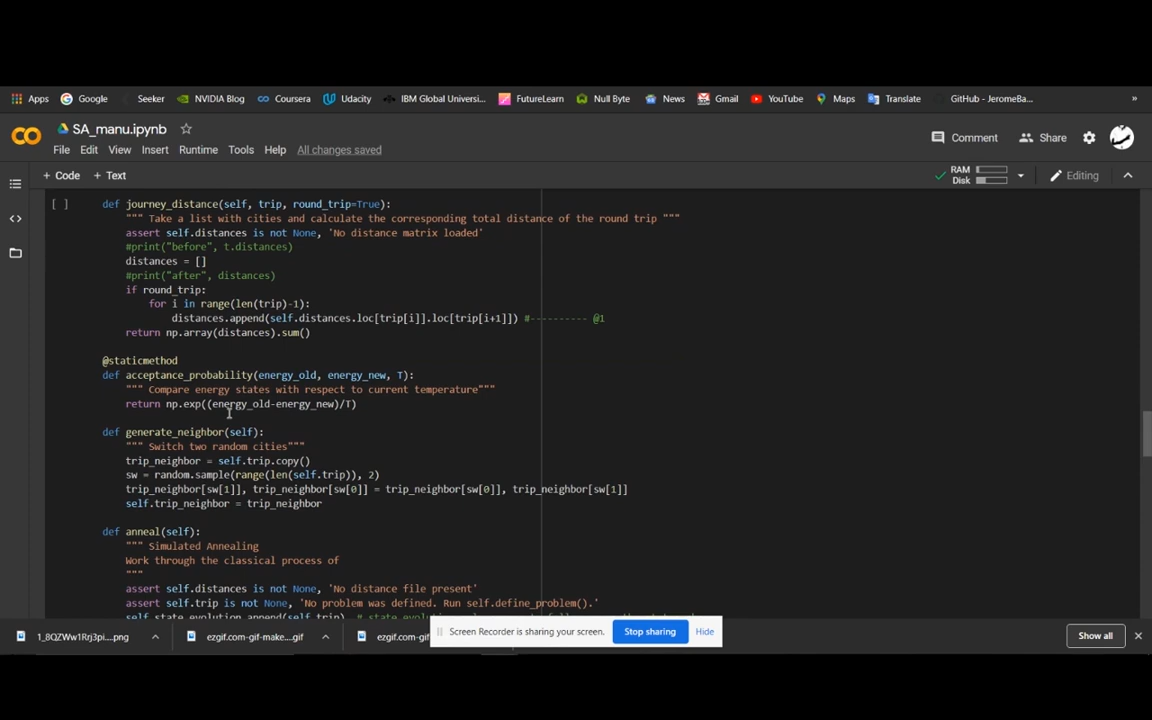 Apps Google Seeker NVIDIA Blog Coursera Udacity IBM Global Universi... FutureLearn Null Byte News Gmail YouTube Maps Translate GitHub - JeromeBa... »
SA_manu.ipynb
Comment Share
File Edit View Insert Runtime Tools Help All changes saved
+ Code + Text
RAM
Disk
Editing
[ ] def journey_distance(self, trip, round_trip=True):
""" Take a list with cities and calculate the corresponding total distance of the round trip """
assert self.distances is not None, 'No distance matrix loaded'
#print("before", t.distances)
distances = []
#print("after", distances)
if round_trip:
for i in range(len(trip)-1):
distances.append(self.distances.loc[trip[i]].loc[trip[i+1]]) #---------- @1
return np.array(distances).sum()
@staticmethod
def acceptance_probability(energy_old, energy_new, T):
""" Compare energy states with respect to current temperature"""
return np.exp((energy_old-energy_new)/T)
def generate_neighbor(self):
""" Switch two random cities"""
trip_neighbor = self.trip.copy()
sw = random.sample(range(len(self.trip)), 2)
trip_neighbor[sw[1]], trip_neighbor[sw[0]] = trip_neighbor[sw[0]], trip_neighbor[sw[1]]
self.trip_neighbor = trip_neighbor
def anneal(self):
""" Simulated Annealing
Work through the classical process of
"""
assert self.distances is not None, 'No distance file present'
assert self.trip is not None, 'No problem was defined. Run self.define_problem().'
1_8QZWw1Rrj3pi....png ezgif.com-gif-make....gif ezgif.com-gi
Screen Recorder is sharing your screen. Stop sharing Hide
Show all